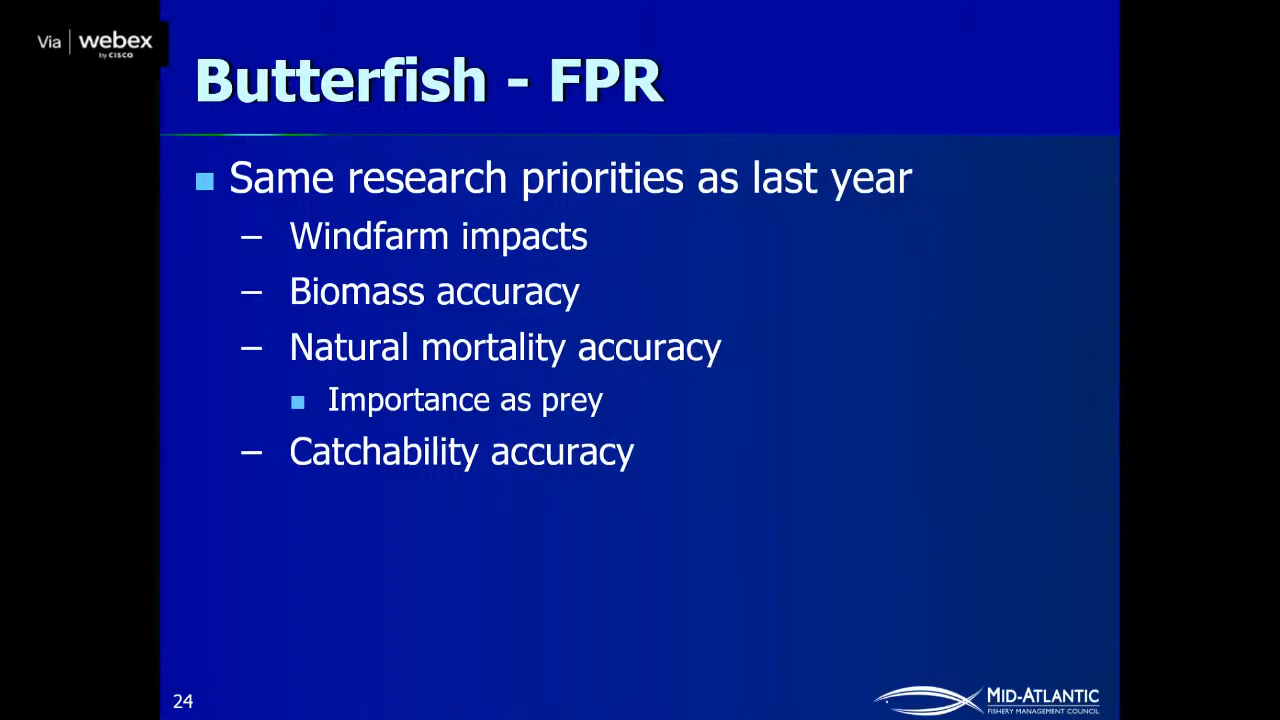 Via | webex
by CISCO
Butterfish - FPR
Same research priorities as last year
– Windfarm impacts
– Biomass accuracy
– Natural mortality accuracy
Importance as prey
– Catchability accuracy
24
MID-ATLANTIC
FISHERY MANAGEMENT COUNCIL